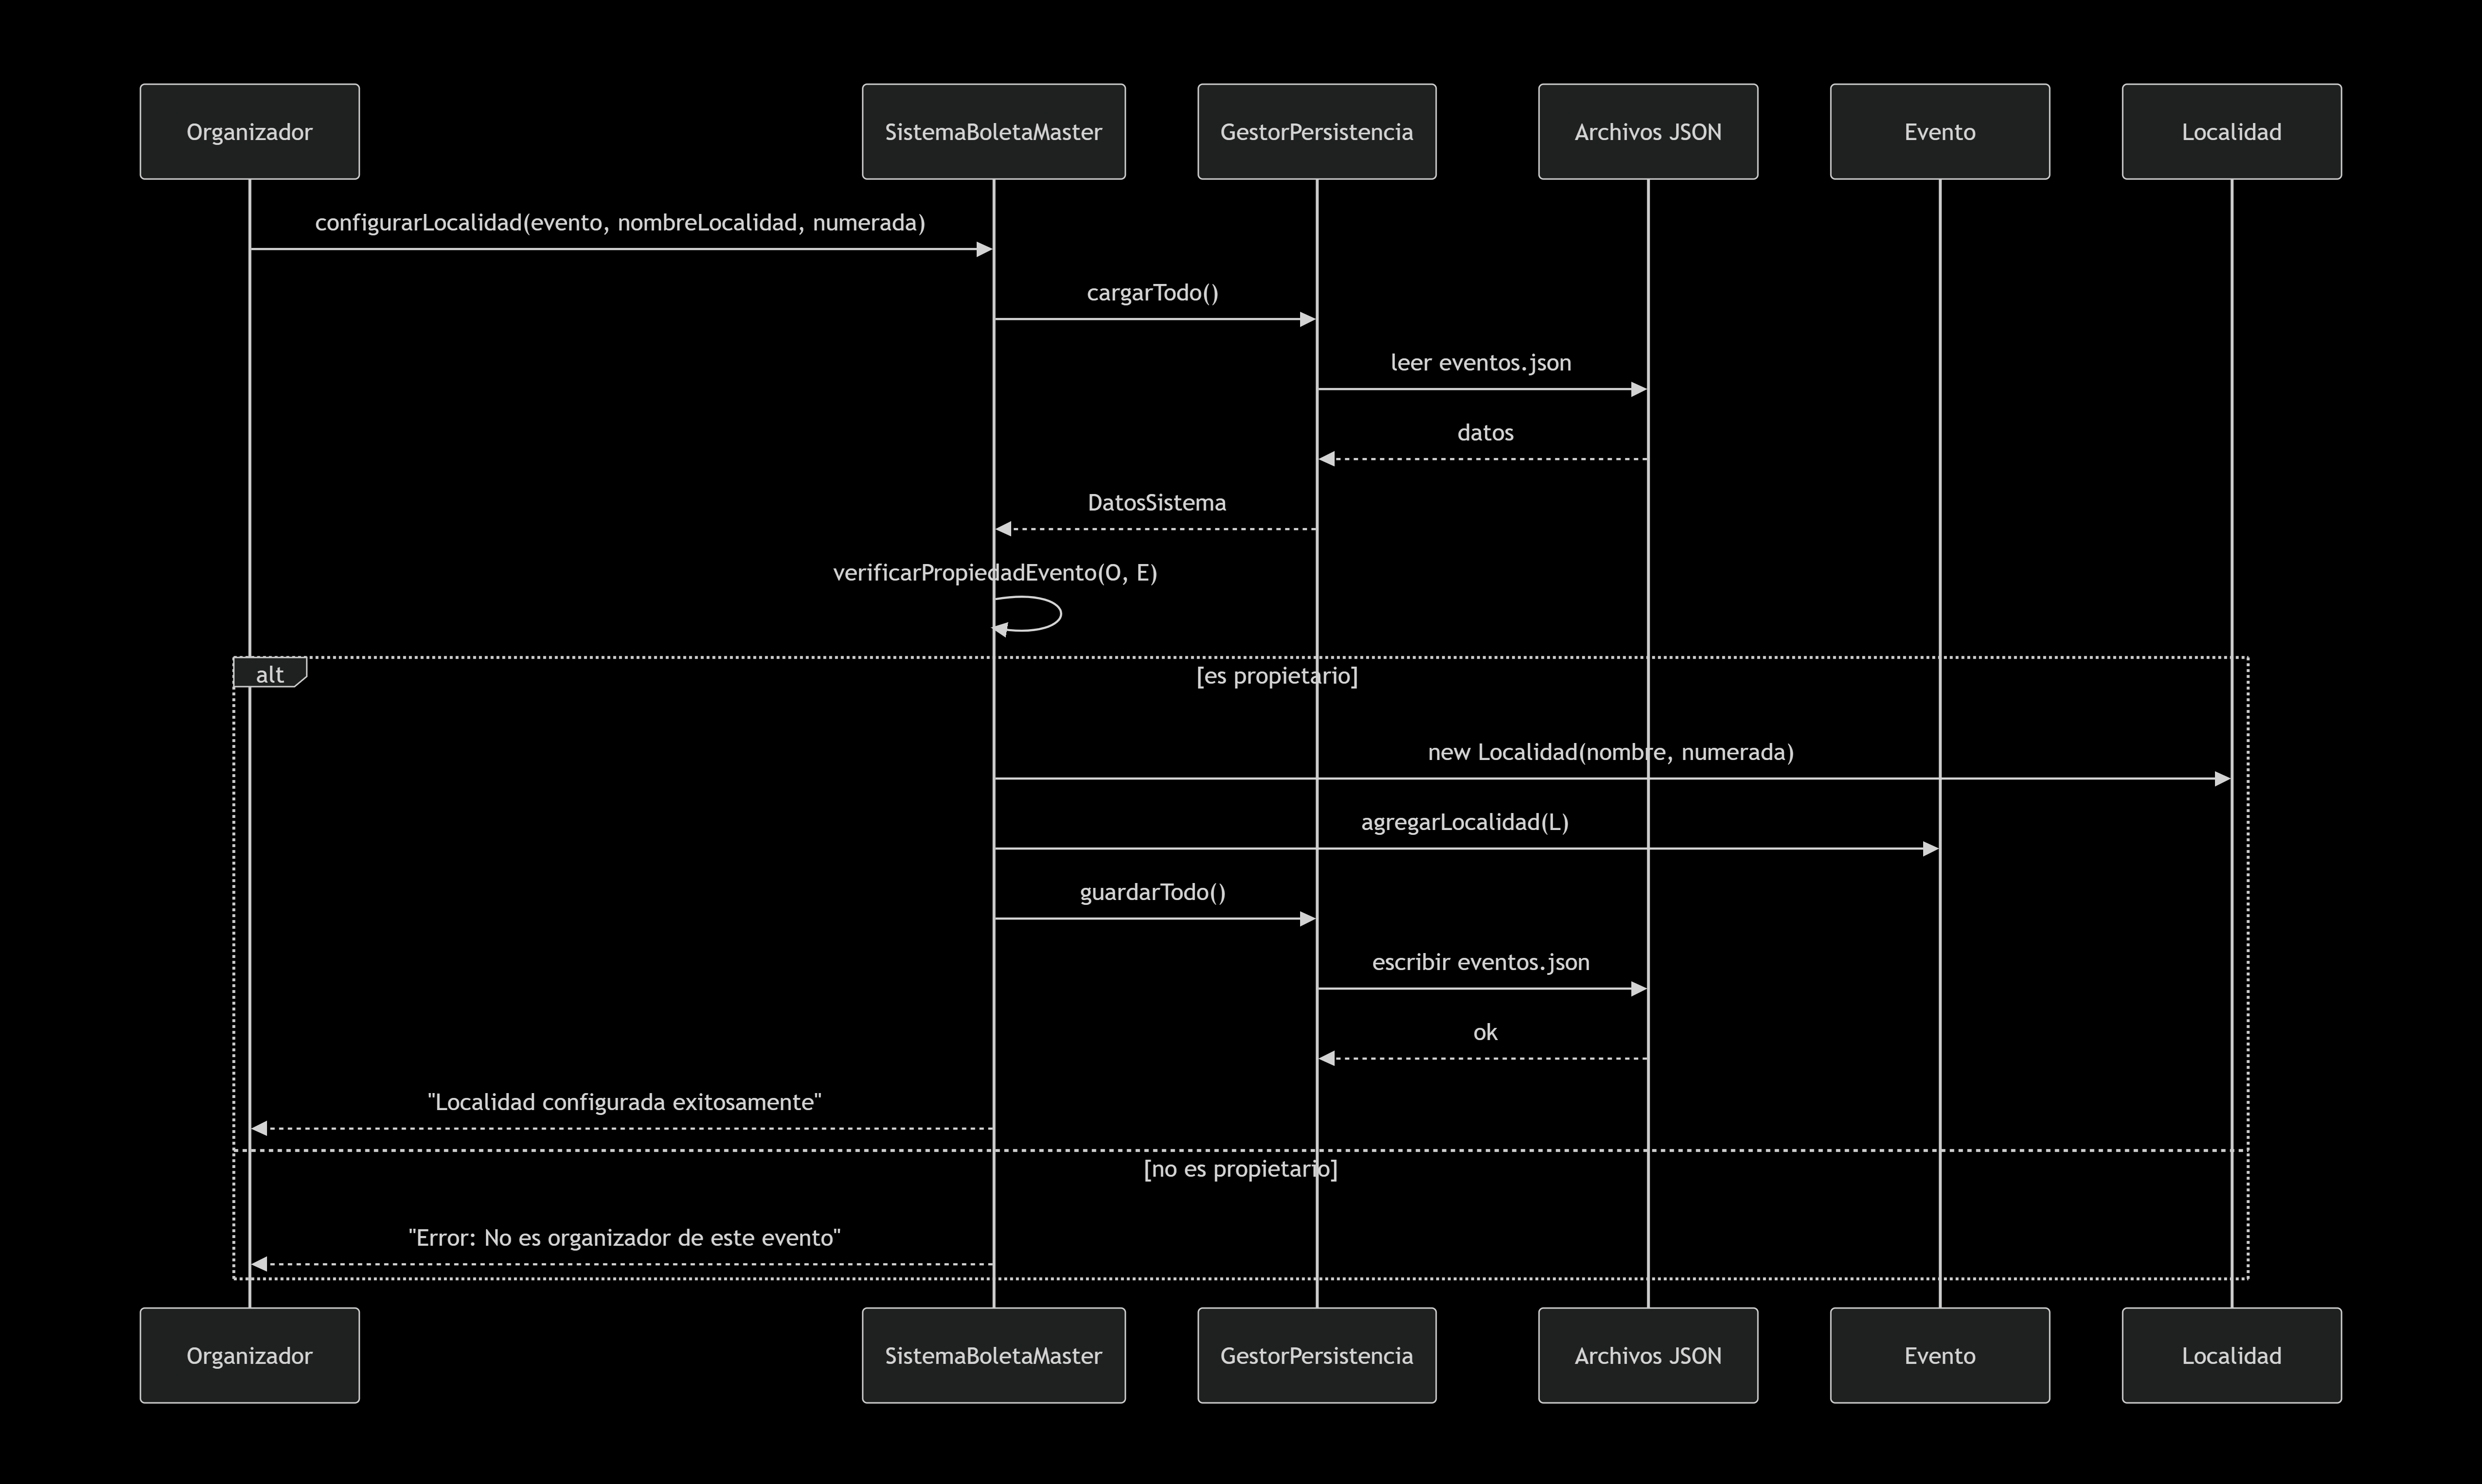 Organizador
SistemaBoletaMaster
GestorPersistencia
Archivos JSON
Evento
Localidad
configurarLocalidad(evento, nombreLocalidad, numerada)
cargarTodo()
leer eventos.json
datos
DatosSistema
verificarPropiedadEvento(O, E)
alt
[es propietario]
new Localidad(nombre, numerada)
agregarLocalidad(L)
guardarTodo()
escribir eventos.json
ok
"Localidad configurada exitosamente"
[no es propietario]
"Error: No es organizador de este evento"
Organizador
SistemaBoletaMaster
GestorPersistencia
Archivos JSON
Evento
Localidad